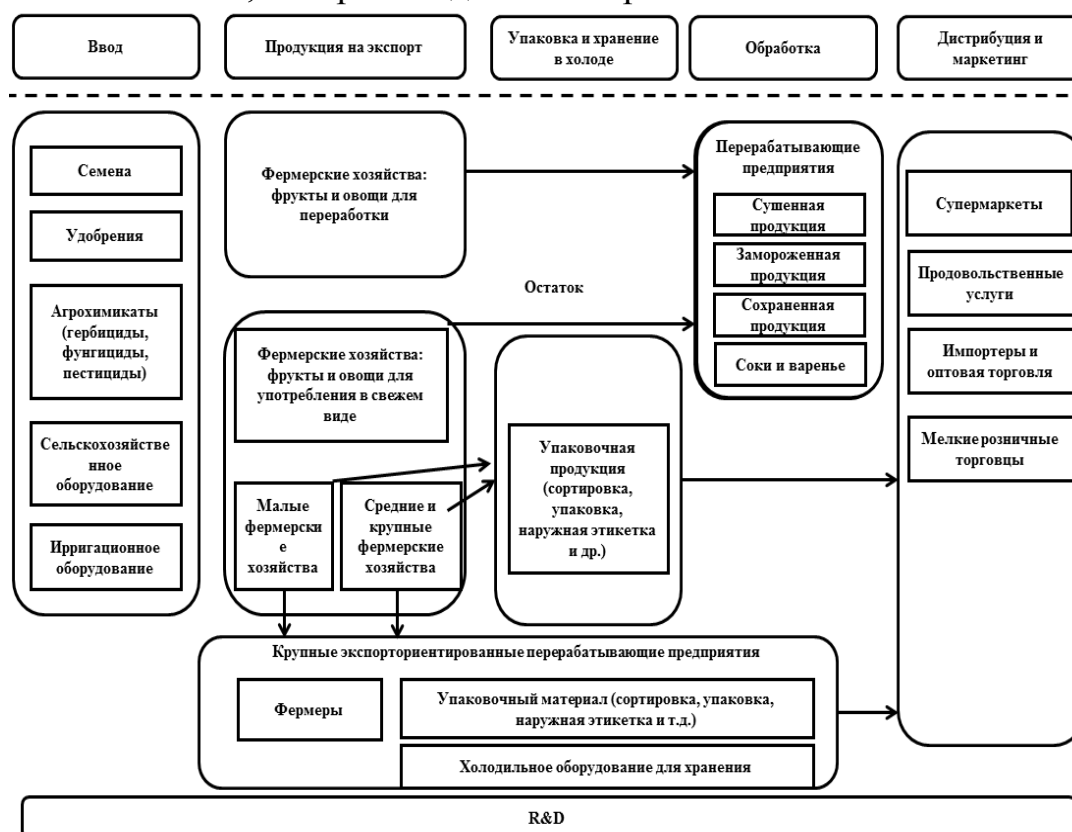 Ввод
Продукция на экспорт
Упаковка и хранение
в холоде
Обработка
Дистрибуция и
маркетинг
Семена
Удобрения
Агрохимикаты
(гербициды,
фунгициды,
пестициды)
Сельскохозяйстве
нное
оборудование
Ирригационное
оборудование
Фермерские хозяйства:
фрукты и овощи для
переработки
Остаток
Фермерские хозяйства:
фрукты и овощи для
употребления в свежем
виде
Малые
фермерски
е
хозяйства
Средние и
крупные
фермерские
хозяйства
Упаковочная
продукция
(сортировка,
упаковка,
наружная этикетка
и др.)
Перерабатывающие
предприятия
Сушенная
продукция
Замороженная
продукция
Сохраненная
продукция
Соки и варенье
Супермаркеты
Продовольственные
услуги
Импортеры и
оптовая торговля
Мелкие розничные
торговцы
Крупные экспорториентированные перерабатывающие предприятия
Фермеры
Упаковочный материал (сортировка, упаковка,
наружная этикетка и т.д.)
Холодильное оборудование для хранения
R&D